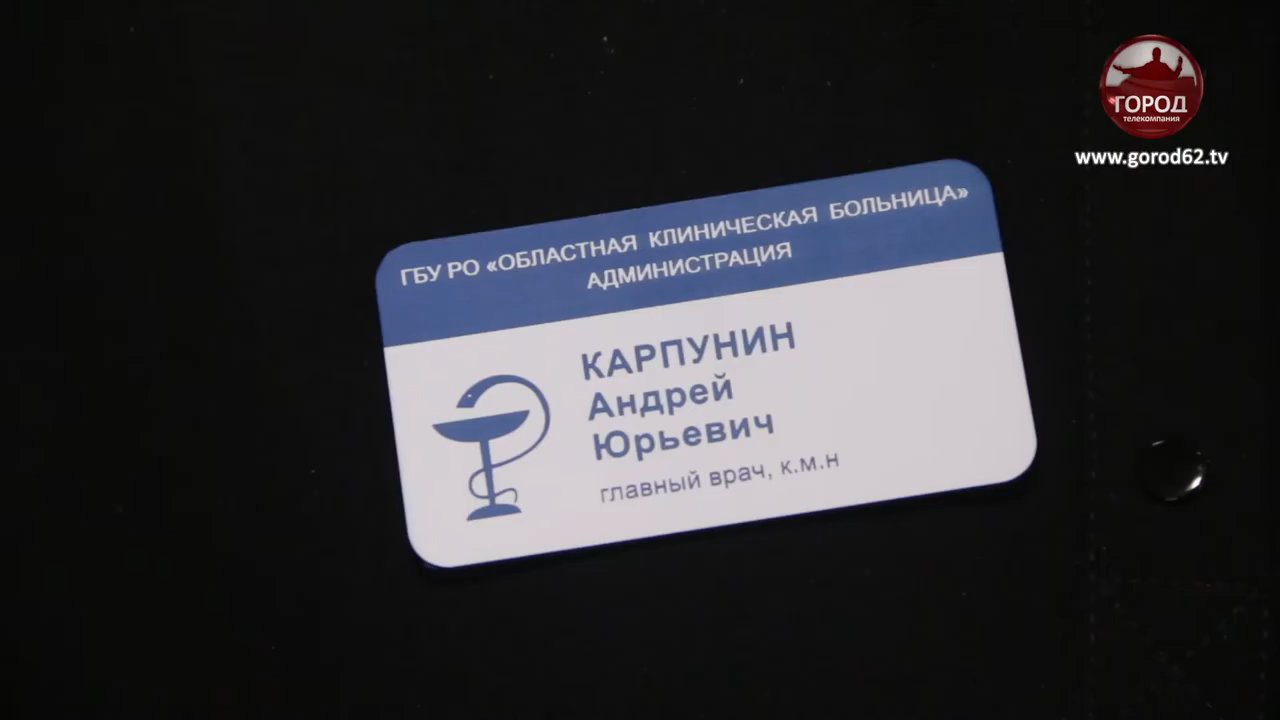 ГОРОД
телекомпания
www.gorod62.tv
ГБУ РО «ОБЛАСТНАЯ КЛИНИЧЕСКАЯ БОЛЬНИЦА»
АДМИНИСТРАЦИЯ
КАРПУНИН
Андрей
Юрьевич
главный врач, к.м.н